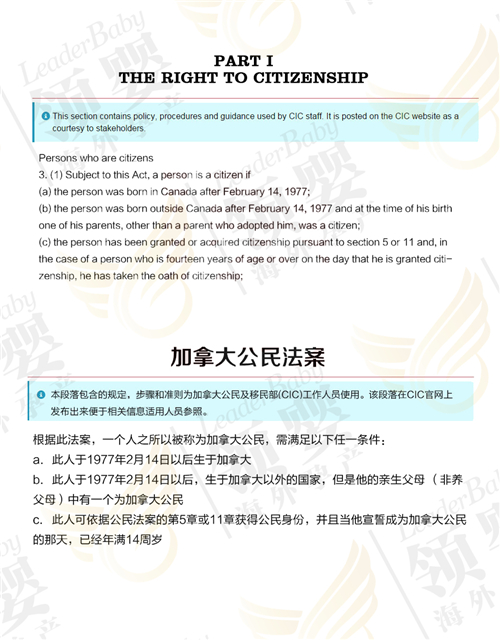 PART I
THE RIGHT TO CITIZENSHIP
This section contains policy, procedures and guidance used by CIC staff. It is posted on the CIC website as a
courtesy to stakeholders.
Persons who are citizens
3. (1) Subject to this Act, a person is a citizen if
(a) the person was born in Canada after February 14, 1977;
(b) the person was born outside Canada after February 14, 1977 and at the time of his birth
one of his parents, other than a parent who adopted him, was a citizen;
(c) the person has been granted or acquired citizenship pursuant to section 5 or 11 and, in
the case of a person who is fourteen years of age or over on the day that he is granted citi-
zenship, he has taken the oath of citizenship;
加拿大公民法案
本段落包含的规定，步骤和准则为加拿大公民及移民部(CIC)工作人员使用。该段落在CIC官网上
发布出来便于相关信息适用人员参照。
根据此法案，一个人之所以被称为加拿大公民，需满足以下任一条件：
a. 此人于1977年2月14日以后生于加拿大
b. 此人于1977年2月14日以后，生于加拿大以外的国家，但是他的亲生父母（非养
父母）中有一个为加拿大公民
c. 此人可依据公民法案的第5章或11章获得公民身份，并且当他宣誓成为加拿大公民
的那天，已经年满14周岁
LeaderBaby
领婴
海外生产